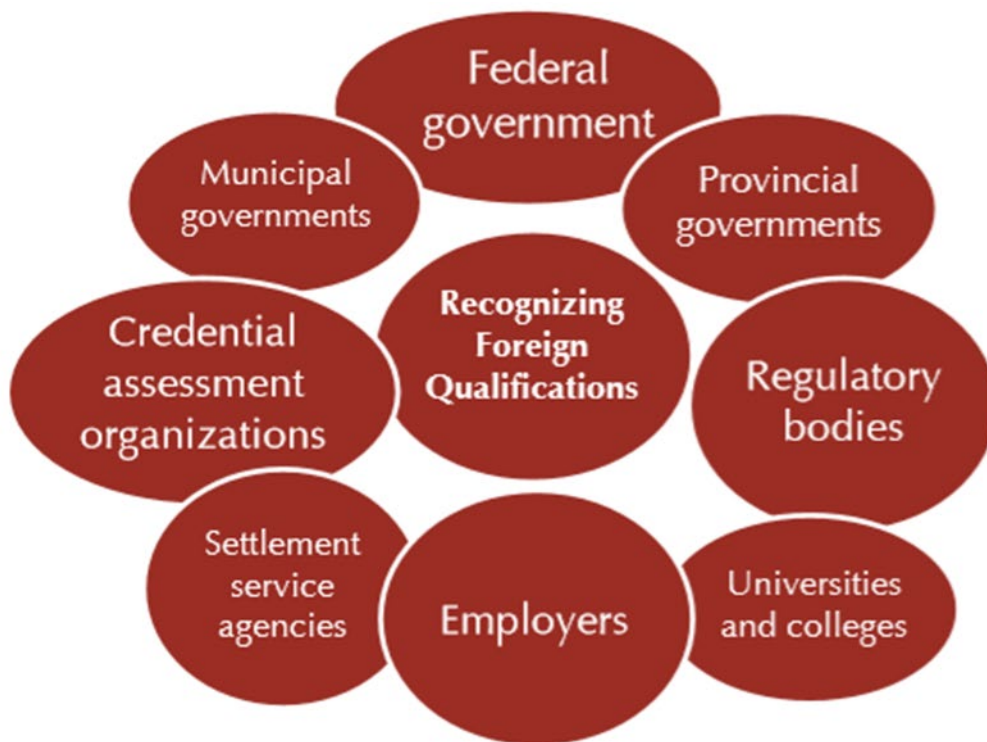 Federal
government
Municipal
governments
Provincial
governments
Recognizing
Foreign
Qualifications
Credential
assessment
organizations
Regulatory
bodies
Settlement
service
agencies
Employers
Universities
and colleges